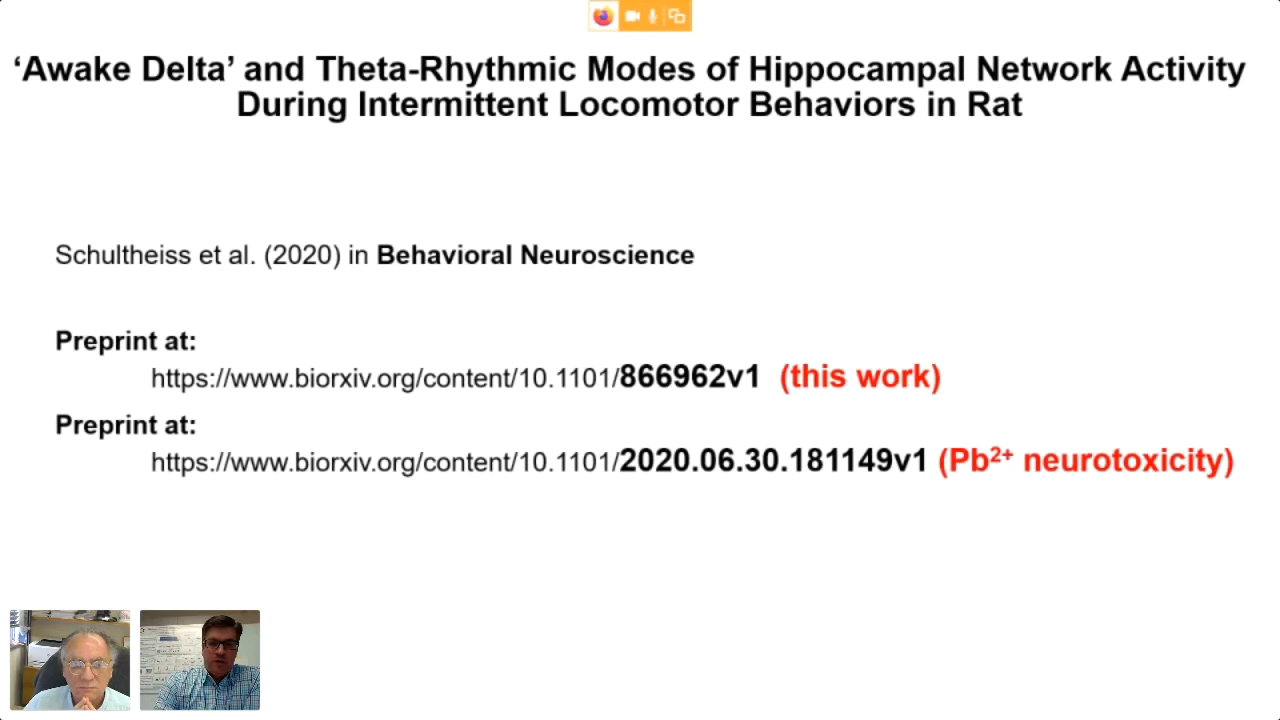 ‘Awake Delta’ and Theta-Rhythmic Modes of Hippocampal Network Activity
During Intermittent Locomotor Behaviors in Rat
Schultheiss et al. (2020) in Behavioral Neuroscience
Preprint at:
https://www.biorxiv.org/content/10.1101/866962v1 (this work)
Preprint at:
https://www.biorxiv.org/content/10.1101/2020.06.30.181149v1 (Pb²⁺ neurotoxicity)